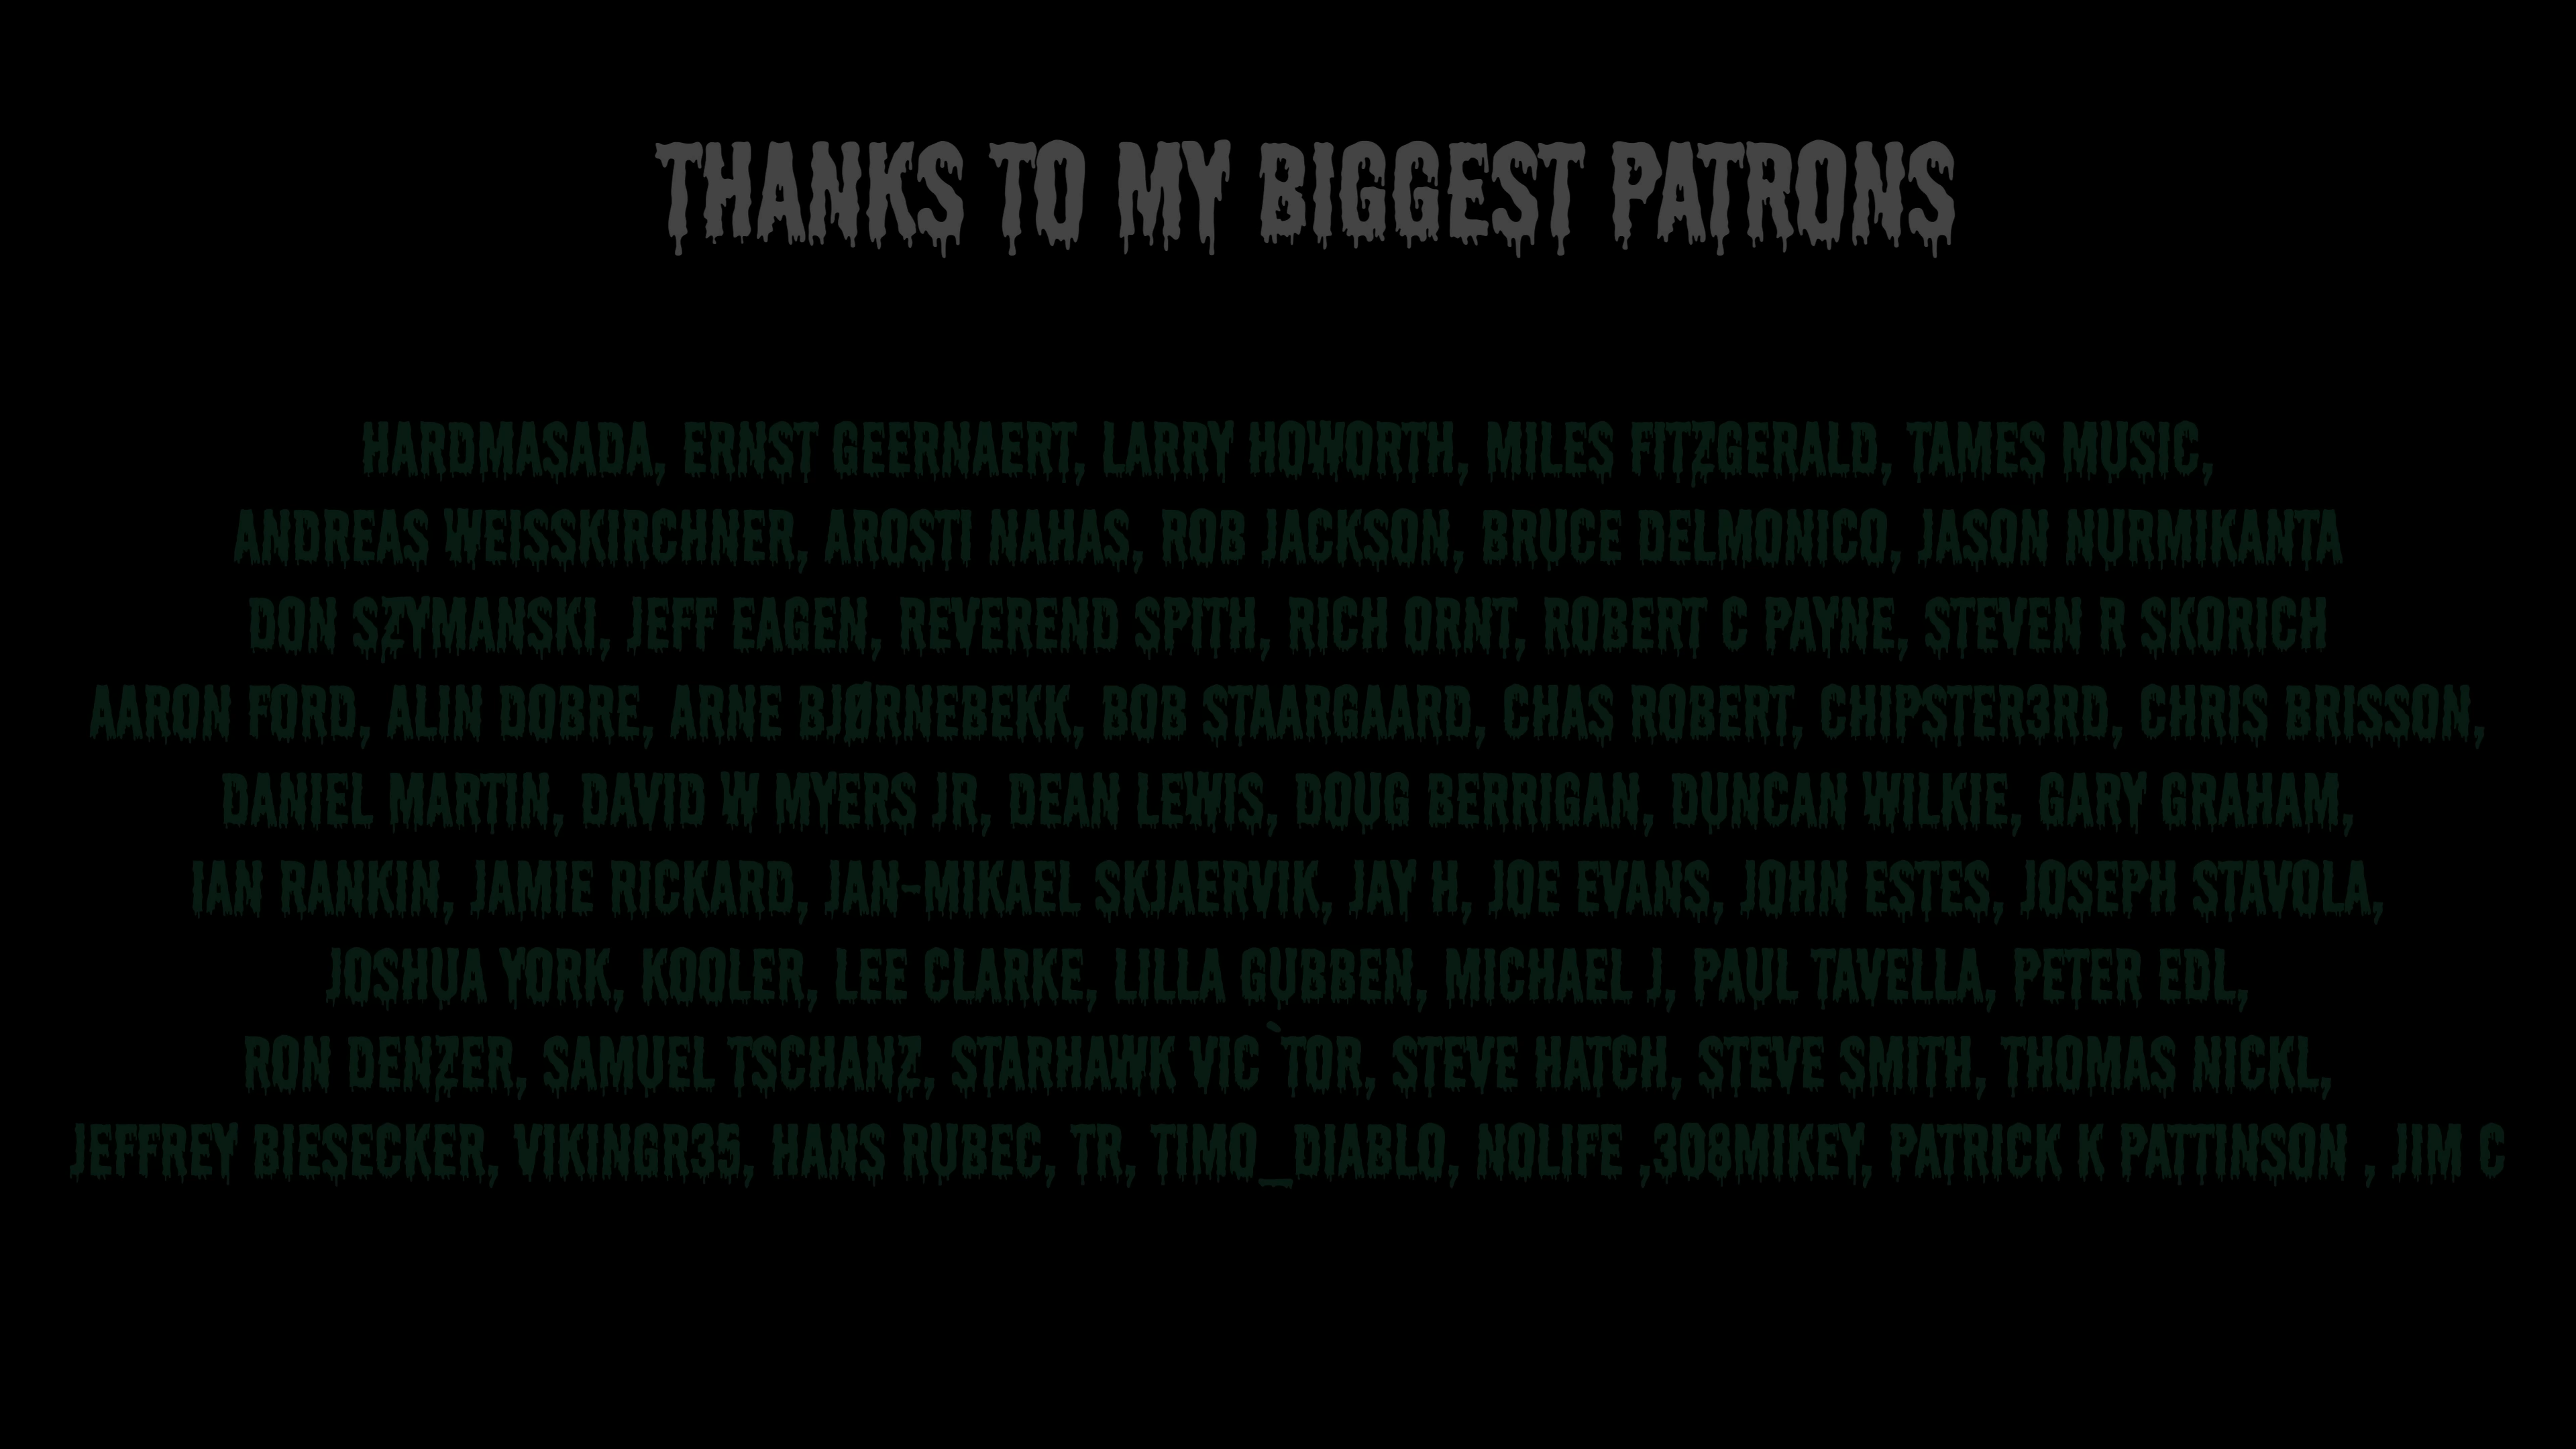 THANKS TO MY BIGGEST PATRONS
HARDMASADA, ERNST GEERNAERT, LARRY HOWORTH, MILES FITZGERALD, TAMES MUSIC,
ANDREAS WEISSKIRCHNER, AROSTI NAHAS, ROB JACKSON, BRUCE DELMONICO, JASON NURMIKANTA
DON SZYMANSKI, JEFF EAGEN, REVEREND SPITH, RICH ORNT, ROBERT C PAYNE, STEVEN R SKORICH
AARON FORD, ALIN DOBRE, ARNE BJØRNEBEKK, BOB STAARGAARD, CHAS ROBERT, CHIPSTER3RD, CHRIS BRISSON,
DANIEL MARTIN, DAVID W MYERS JR, DEAN LEWIS, DOUG BERRIGAN, DUNCAN WILKIE, GARY GRAHAM,
IAN RANKIN, JAMIE RICKARD, JAN-MIKAEL SKJAERVIK, JAY H, JOE EVANS, JOHN ESTES, JOSEPH STAVOLA,
JOSHUA YORK, KOOLER, LEE CLARKE, LILLA GUBBEN, MICHAEL J, PAUL TAVELLA, PETER EDL,
RON DENZER, SAMUEL TSCHANZ, STARHAWK VIC`TOR, STEVE HATCH, STEVE SMITH, THOMAS NICKL,
JEFFREY BIESECKER, VIKINGR35, HANS RUBEC, TR, TIMO_DIABLO, NOLIFE ,308MIKEY, PATRICK K PATTINSON , JIM C